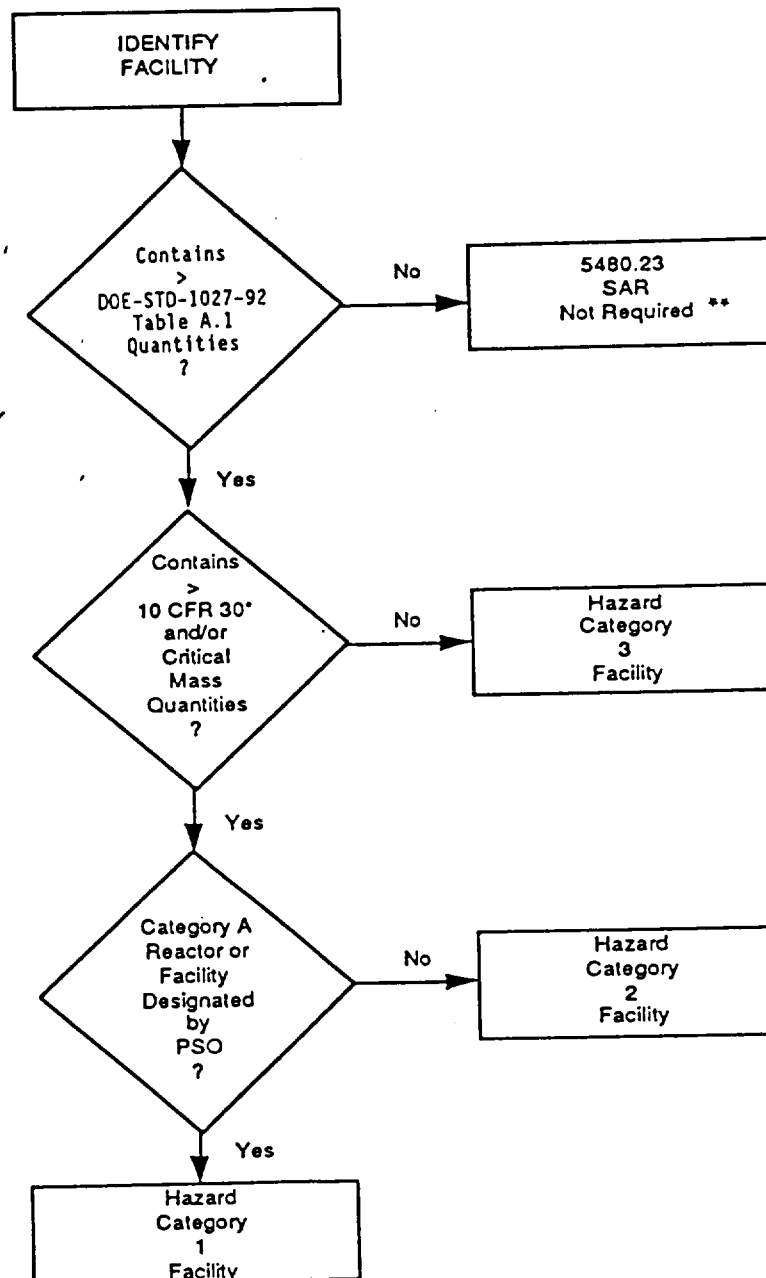 IDENTIFY
FACILITY
Contains
>
DOE-STD-1027-92
Table A.1
Quantities
?
No
5480.23
SAR
Not Required **
Yes
Contains
>
10 CFR 30*
and/or
Critical
Mass
Quantities
?
No
Hazard
Category
3
Facility
Yes
Category A
Reactor or
Facility
Designated
by
PSO
?
No
Hazard
Category
2
Facility
Yes
Hazard
Category
1
Facility